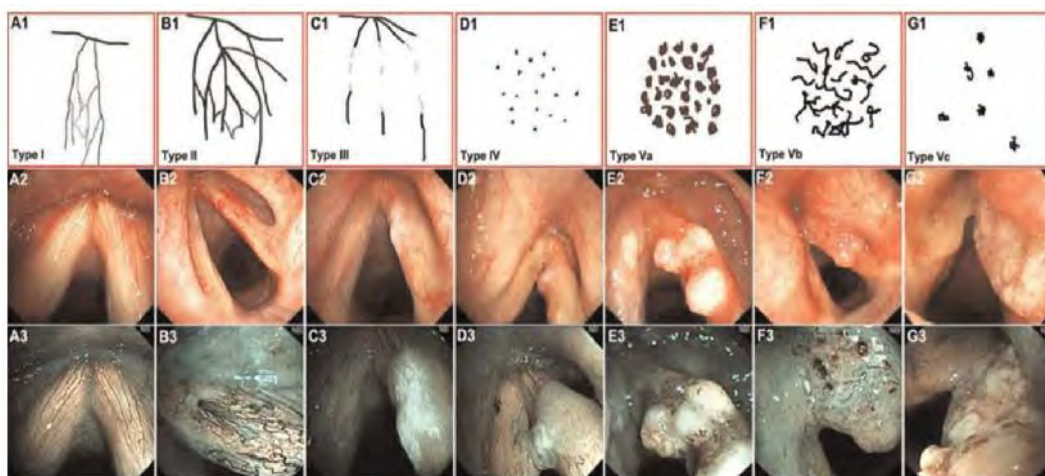 A1 B1 C1 D1 E1 F1 G1
Type I Type II Type III Type IV Type Va Type Vb Type Vc
A2 B2 C2 D2 E2 F2 G2
A3 B3 C3 D3 E3 F3 G3